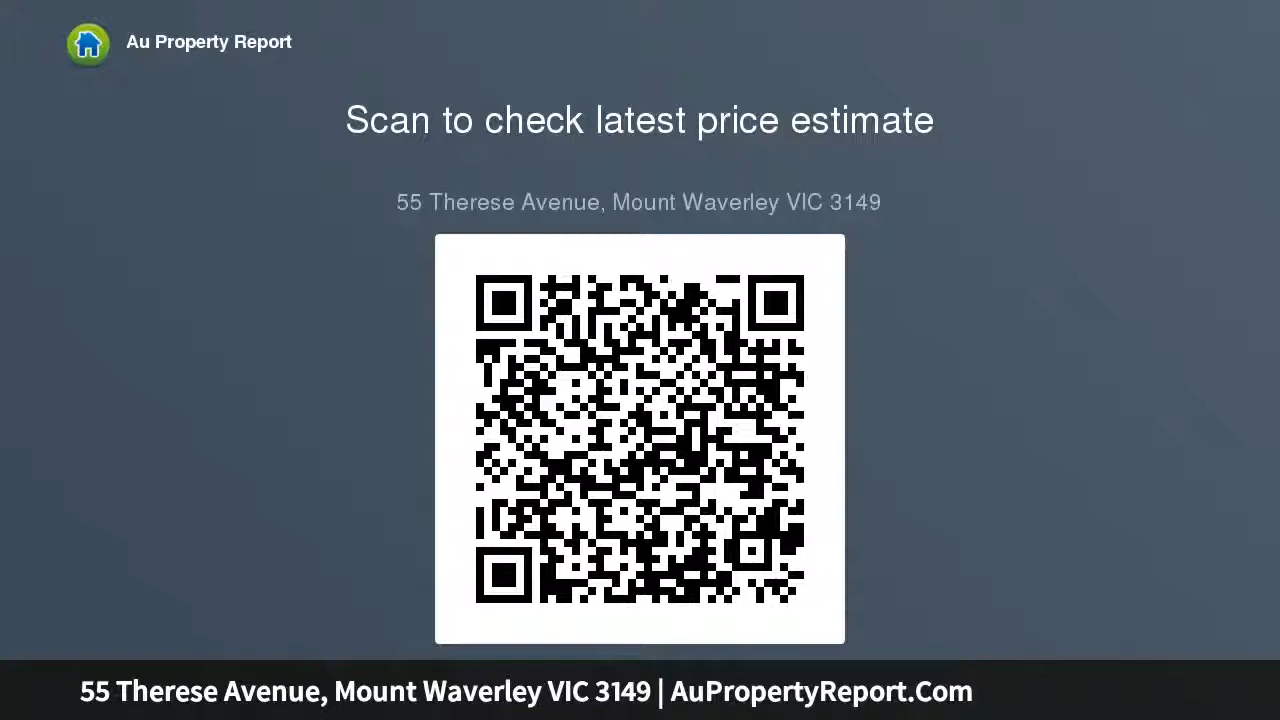 Au Property Report
Scan to check latest price estimate
55 Therese Avenue, Mount Waverley VIC 3149
55 Therese Avenue, Mount Waverley VIC 3149 | AuPropertyReport.Com